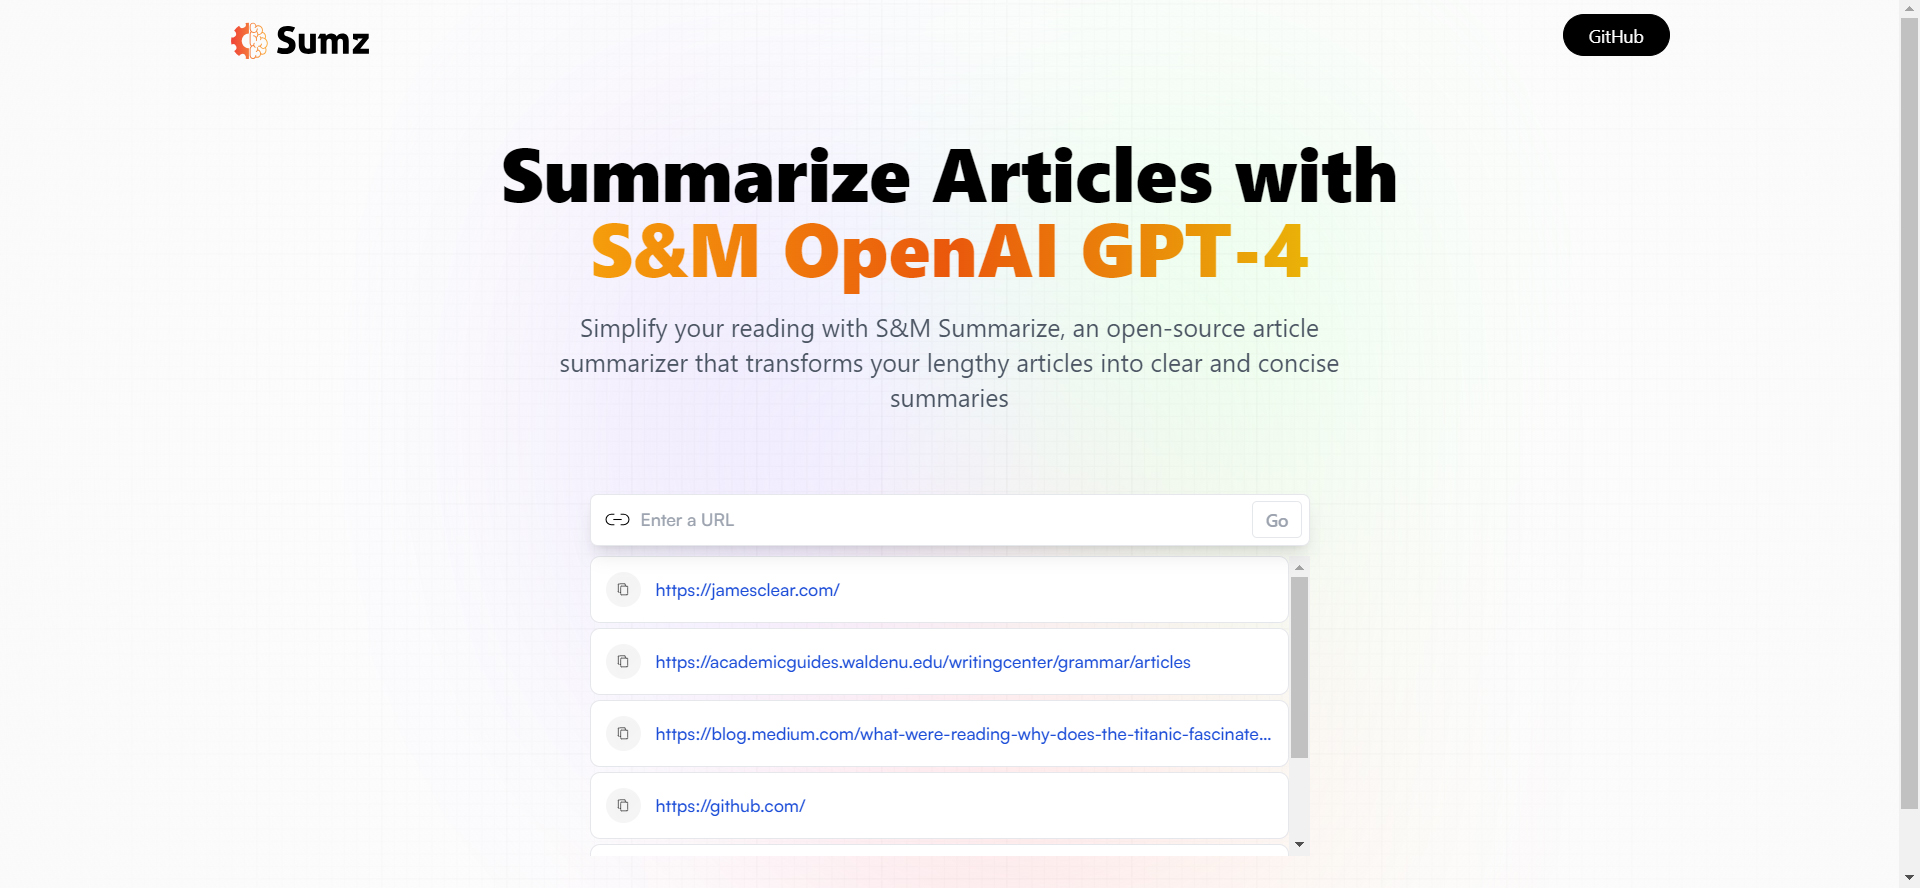 Sumz
GitHub
Summarize Articles with
S&M OpenAI GPT-4
Simplify your reading with S&M Summarize, an open-source article
summarizer that transforms your lengthy articles into clear and concise
summaries
Enter a URL
Go
https://jamesclear.com/
https://academicguides.waldenu.edu/writingcenter/grammar/articles
https://blog.medium.com/what-were-reading-why-does-the-titanic-fascinate...
https://github.com/